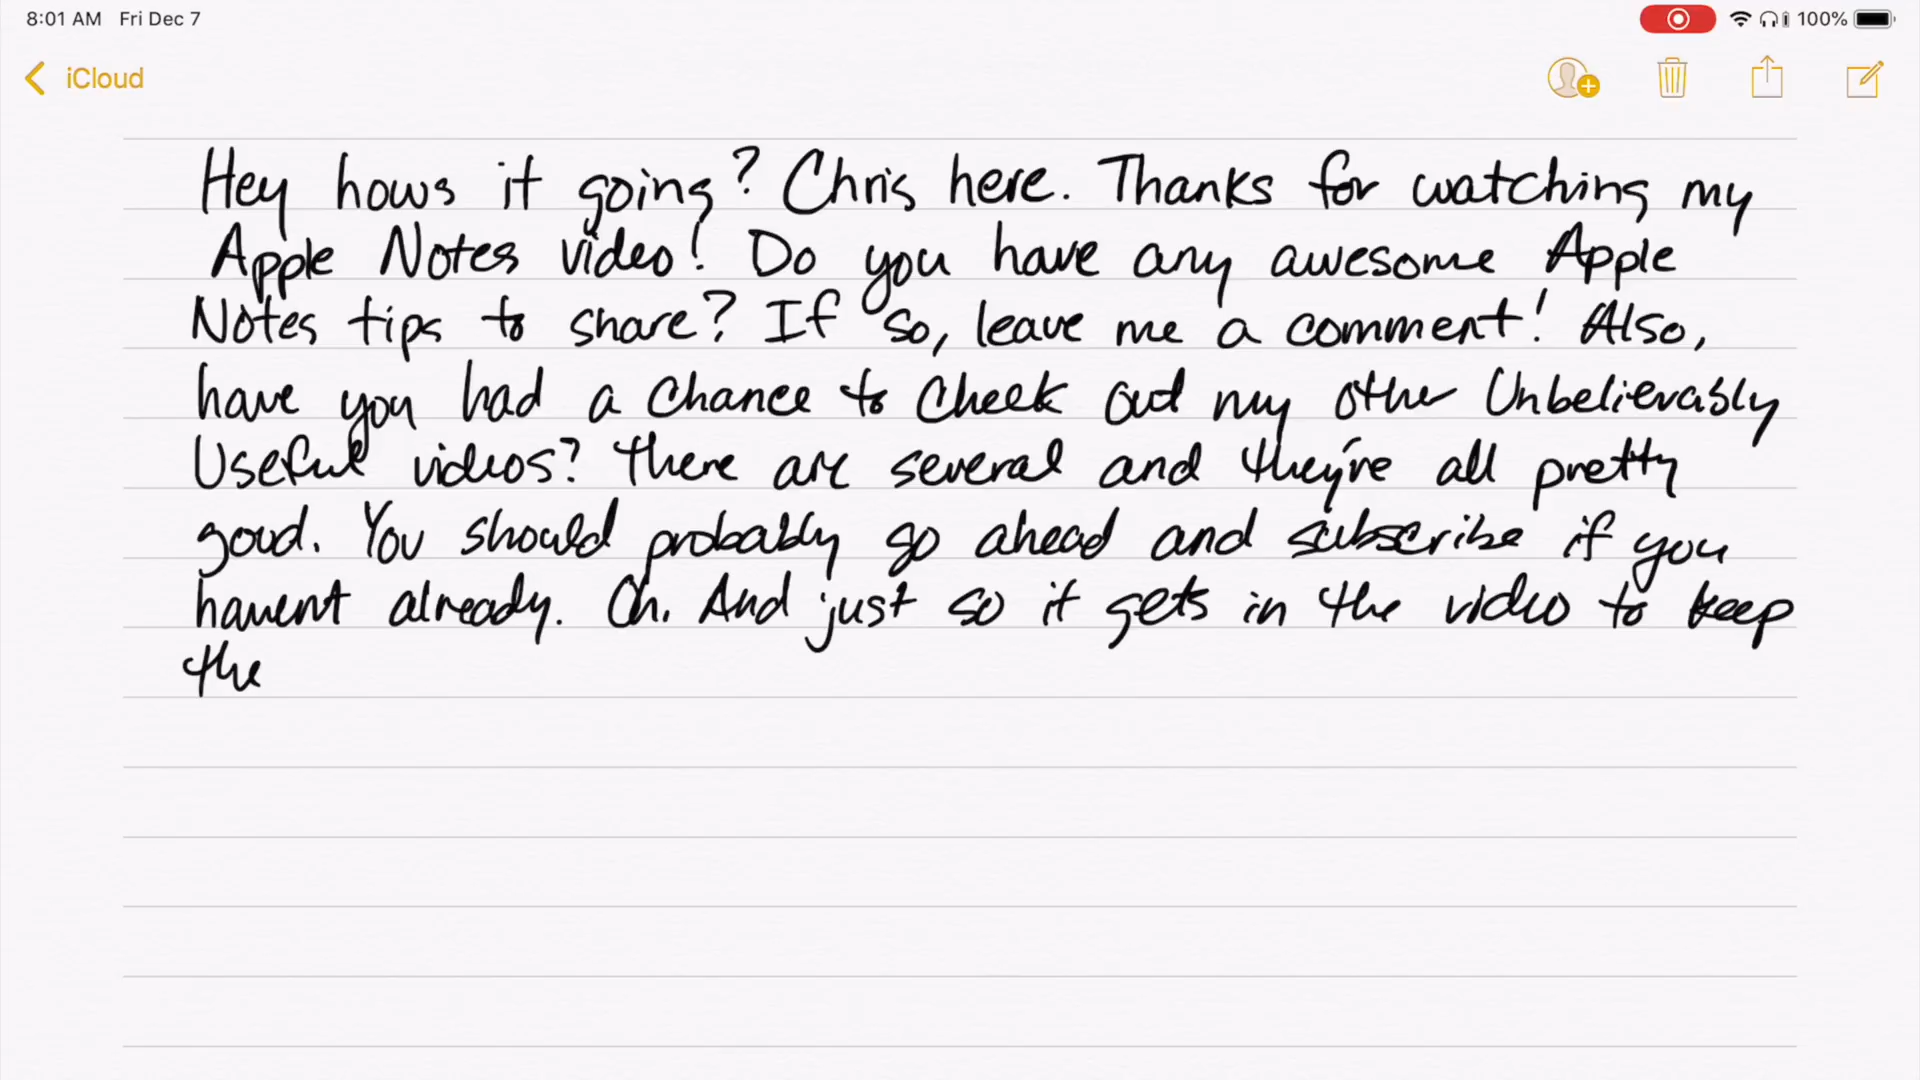 8:01 AM Fri Dec 7 100%
iCloud
Hey hows it going? Chris here. Thanks for watching my
Apple Notes video! Do you have any awesome Apple
Notes tips to share? If so, leave me a comment! Also,
have you had a chance to check out my other Unbelievably
Useful videos? There are several and they're all pretty
good. You should probably go ahead and subscribe if you
havent already. Oh. And just so it gets in the video to keep
the